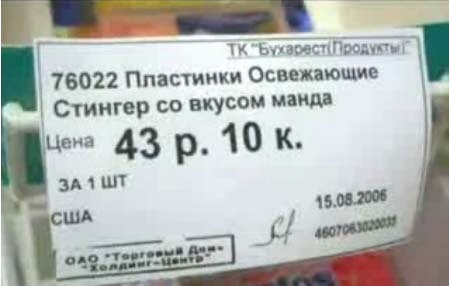 ТК "Бухарест(Продукты)"
76022 Пластинки Освежающие
Стингер со вкусом манда
Цена 43 р. 10 к.
ЗА 1 ШТ
США
15.08.2006
4607063020033
ОАО "Торговый Дом"
"Холдинг-Центр"